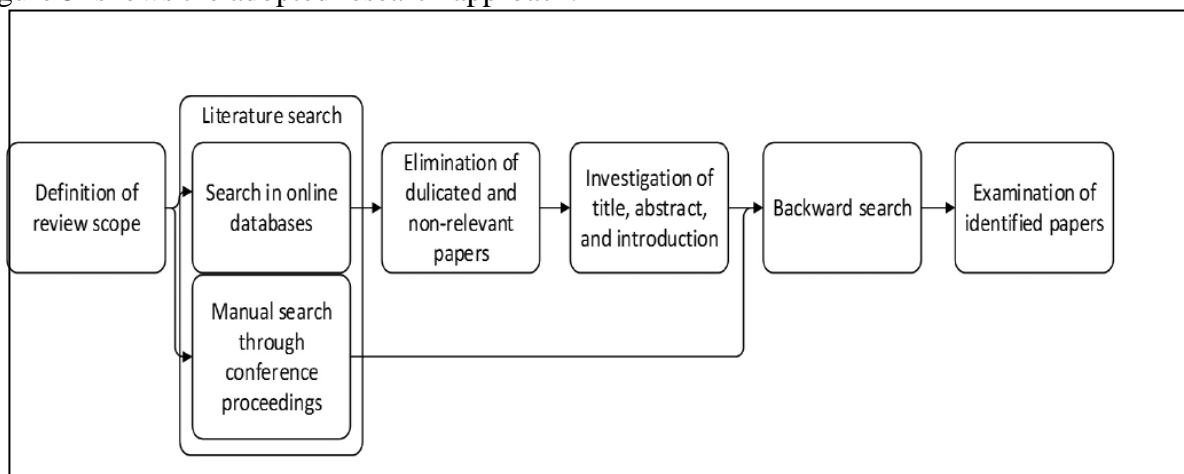 shows the adopted research approach.
Literature search
Definition of
review scope
Search in online
databases
Manual search
through
conference
proceedings
Elimination of
dulicated and
non-relevant
papers
Investigation of
title, abstract,
and introduction
Backward search
Examination of
identified papers